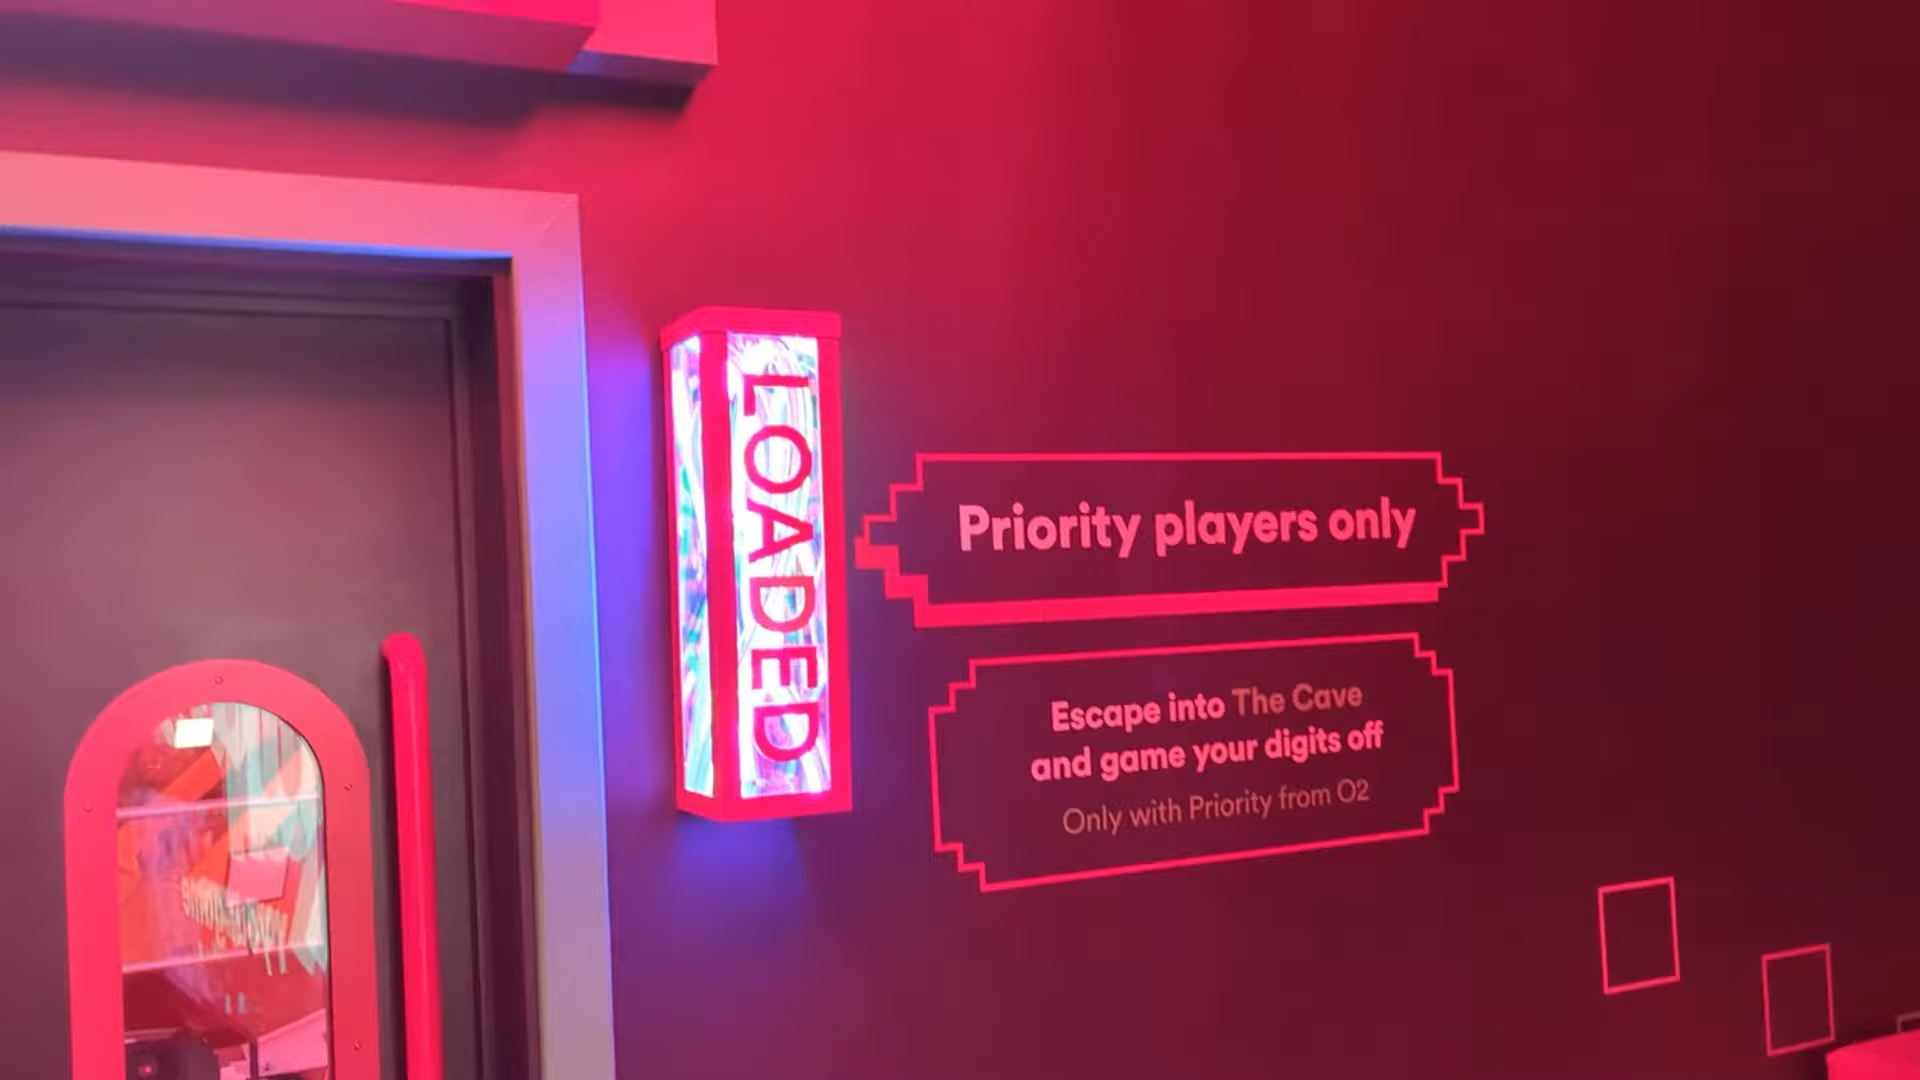 LOADED
Priority players only
Escape into The Cave
and game your digits off
Only with Priority from O2